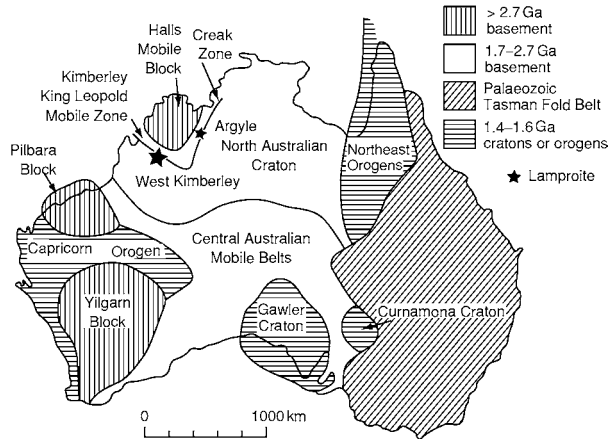 Halls
Mobile
Block
Creak
Zone
Kimberley
King Leopold
Mobile Zone
Pilbara
Block
Argyle
North Australian
Craton
West Kimberley
Northeast
Orogens
Capricorn Orogen
Central Australian
Mobile Belts
Yilgarn
Block
Gawler
Craton
Curnamona Craton
0 1000 km
> 2.7 Ga
basement
1.7–2.7 Ga
basement
Palaeozoic
Tasman Fold Belt
1.4–1.6 Ga
cratons or orogens
Lamproite